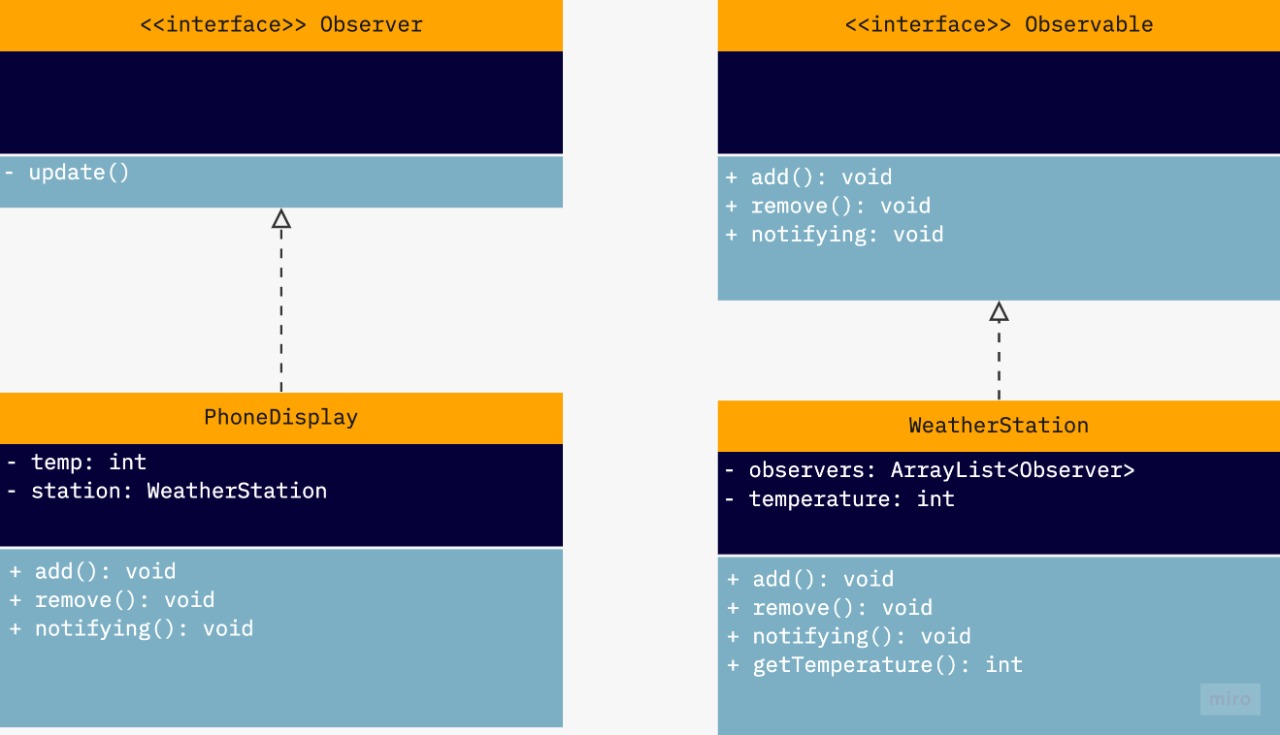 <<interface>> Observer
- update()
PhoneDisplay
- temp: int
- station: WeatherStation
+ add(): void
+ remove(): void
+ notifying(): void
<<interface>> Observable
+ add(): void
+ remove(): void
+ notifying: void
WeatherStation
- observers: ArrayList<Observer>
- temperature: int
+ add(): void
+ remove(): void
+ notifying(): void
+ getTemperature(): int
miro